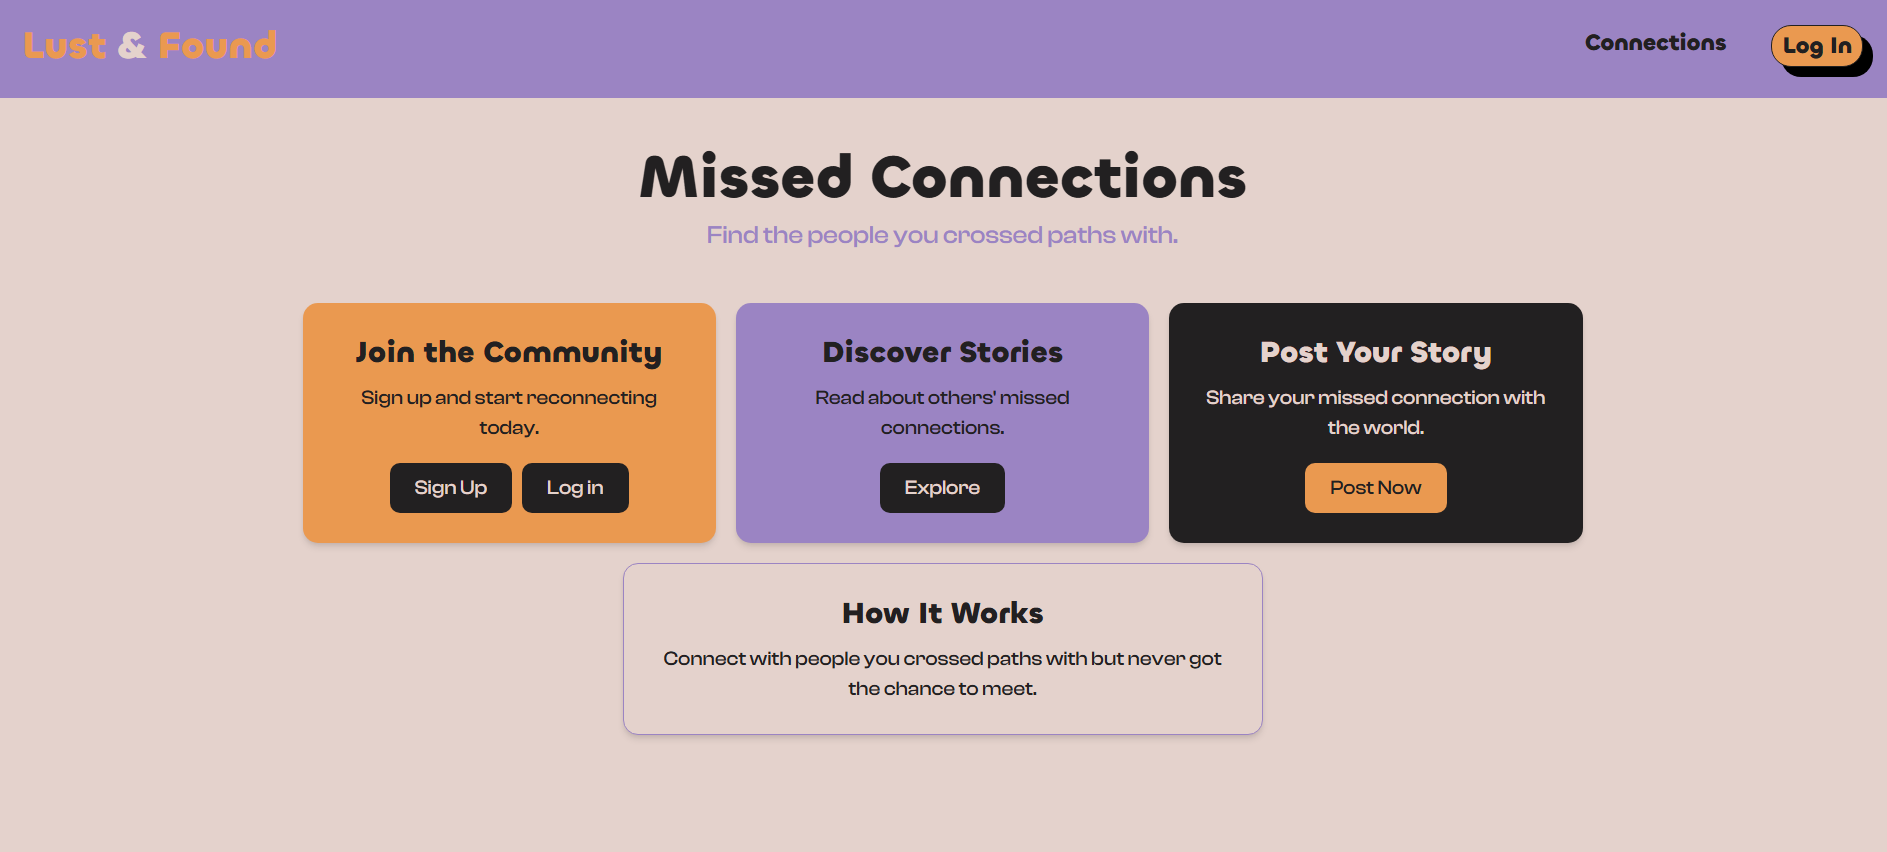 Lust & Found
Connections
Log In
Missed Connections
Find the people you crossed paths with.
Join the Community
Sign up and start reconnecting
today.
Sign Up
Log in
Discover Stories
Read about others' missed
connections.
Explore
Post Your Story
Share your missed connection with
the world.
Post Now
How It Works
Connect with people you crossed paths with but never got
the chance to meet.